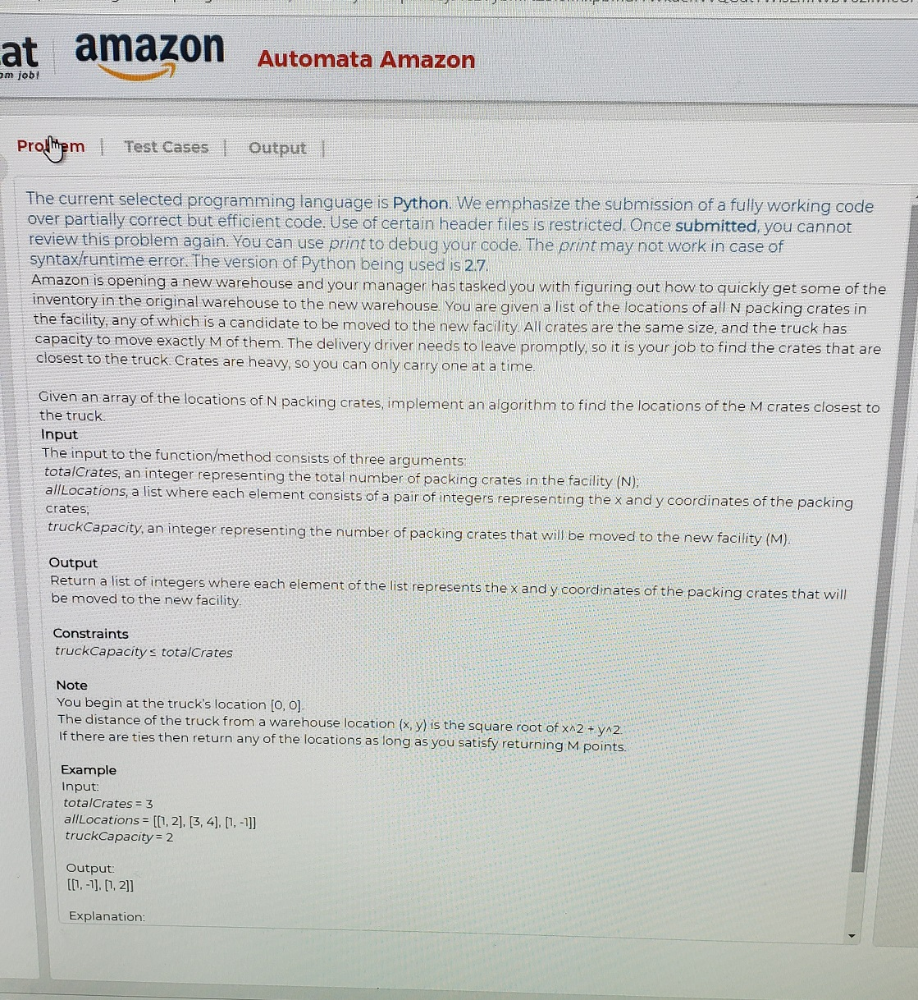 at
om job!
amazon
Automata Amazon
Problem | Test Cases | Output |
The current selected programming language is Python. We emphasize the submission of a fully working code
over partially correct but efficient code. Use of certain header files is restricted. Once submitted, you cannot
review this problem again. You can use print to debug your code. The print may not work in case of
syntax/runtime error. The version of Python being used is 2.7.
Amazon is opening a new warehouse and your manager has tasked you with figuring out how to quickly get some of the
inventory in the original warehouse to the new warehouse. You are given a list of the locations of all N packing crates in
the facility, any of which is a candidate to be moved to the new facility. All crates are the same size, and the truck has
capacity to move exactly M of them. The delivery driver needs to leave promptly, so it is your job to find the crates that are
closest to the truck. Crates are heavy, so you can only carry one at a time.
Given an array of the locations of N packing crates, implement an algorithm to find the locations of the M crates closest to
the truck.
Input
The input to the function/method consists of three arguments:
totalCrates, an integer representing the total number of packing crates in the facility (N);
allLocations, a list where each element consists of a pair of integers representing the x and y coordinates of the packing
crates;
truckCapacity, an integer representing the number of packing crates that will be moved to the new facility (M).
Output
Return a list of integers where each element of the list represents the x and y coordinates of the packing crates that will
be moved to the new facility.
Constraints
truckCapacity ≤ totalCrates
Note
You begin at the truck's location [0, 0].
The distance of the truck from a warehouse location (x, y) is the square root of x^2 + y^2.
If there are ties then return any of the locations as long as you satisfy returning M points.
Example
Input:
totalCrates = 3
allLocations = [[1, 2], [3, 4], [1, -1]]
truckCapacity = 2
Output:
[[1, -1], [1, 2]]
Explanation: